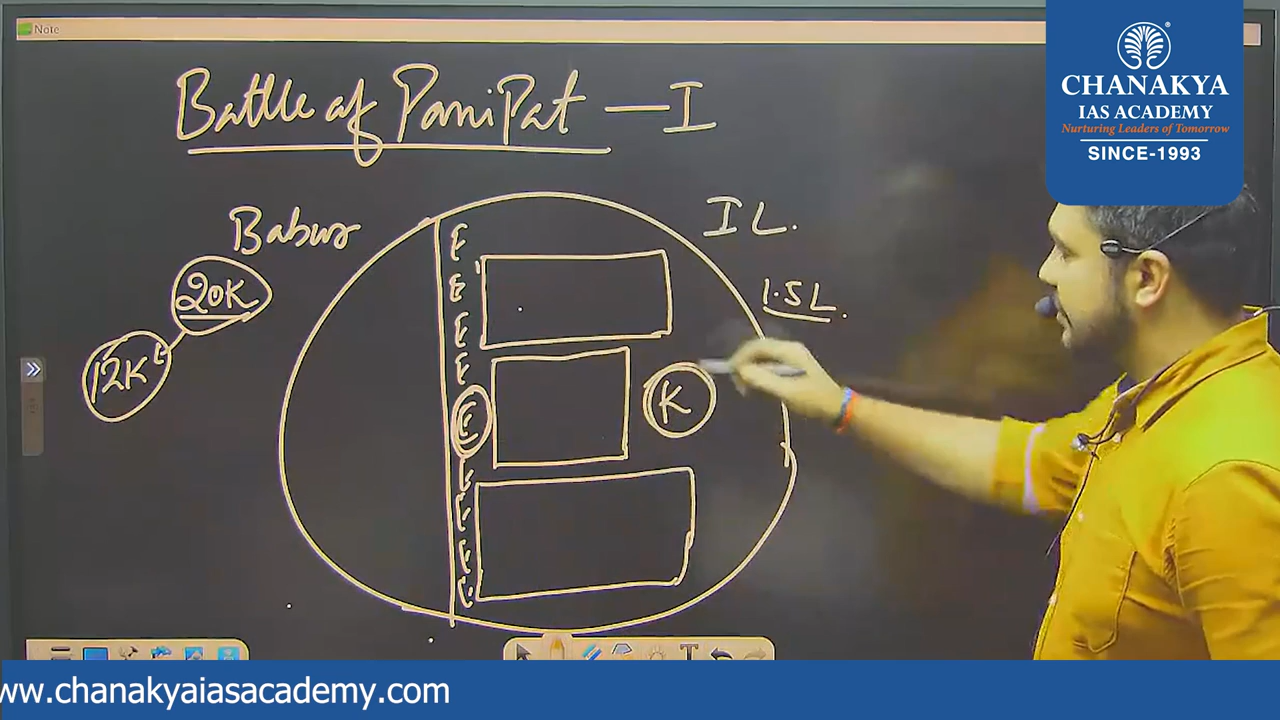 Note
Battle of PaniPat — I
CHANAKYA
IAS ACADEMY
Nurturing Leaders of Tomorrow
SINCE-1993
Babur
I L.
20K
1.5 L.
12K
E
E
E
E
E
K
E
E
E
E
www.chanakyaiasacademy.com